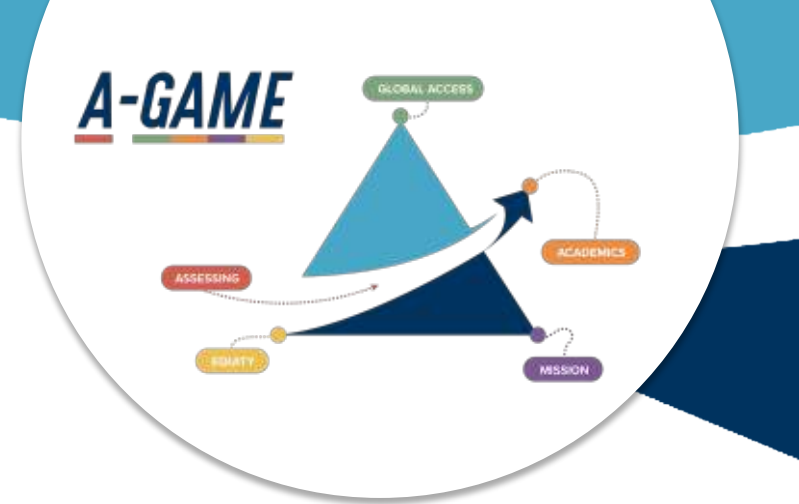 A-GAME
GLOBAL ACCESS
ACADEMICS
ASSESSING
EQUITY
MISSION